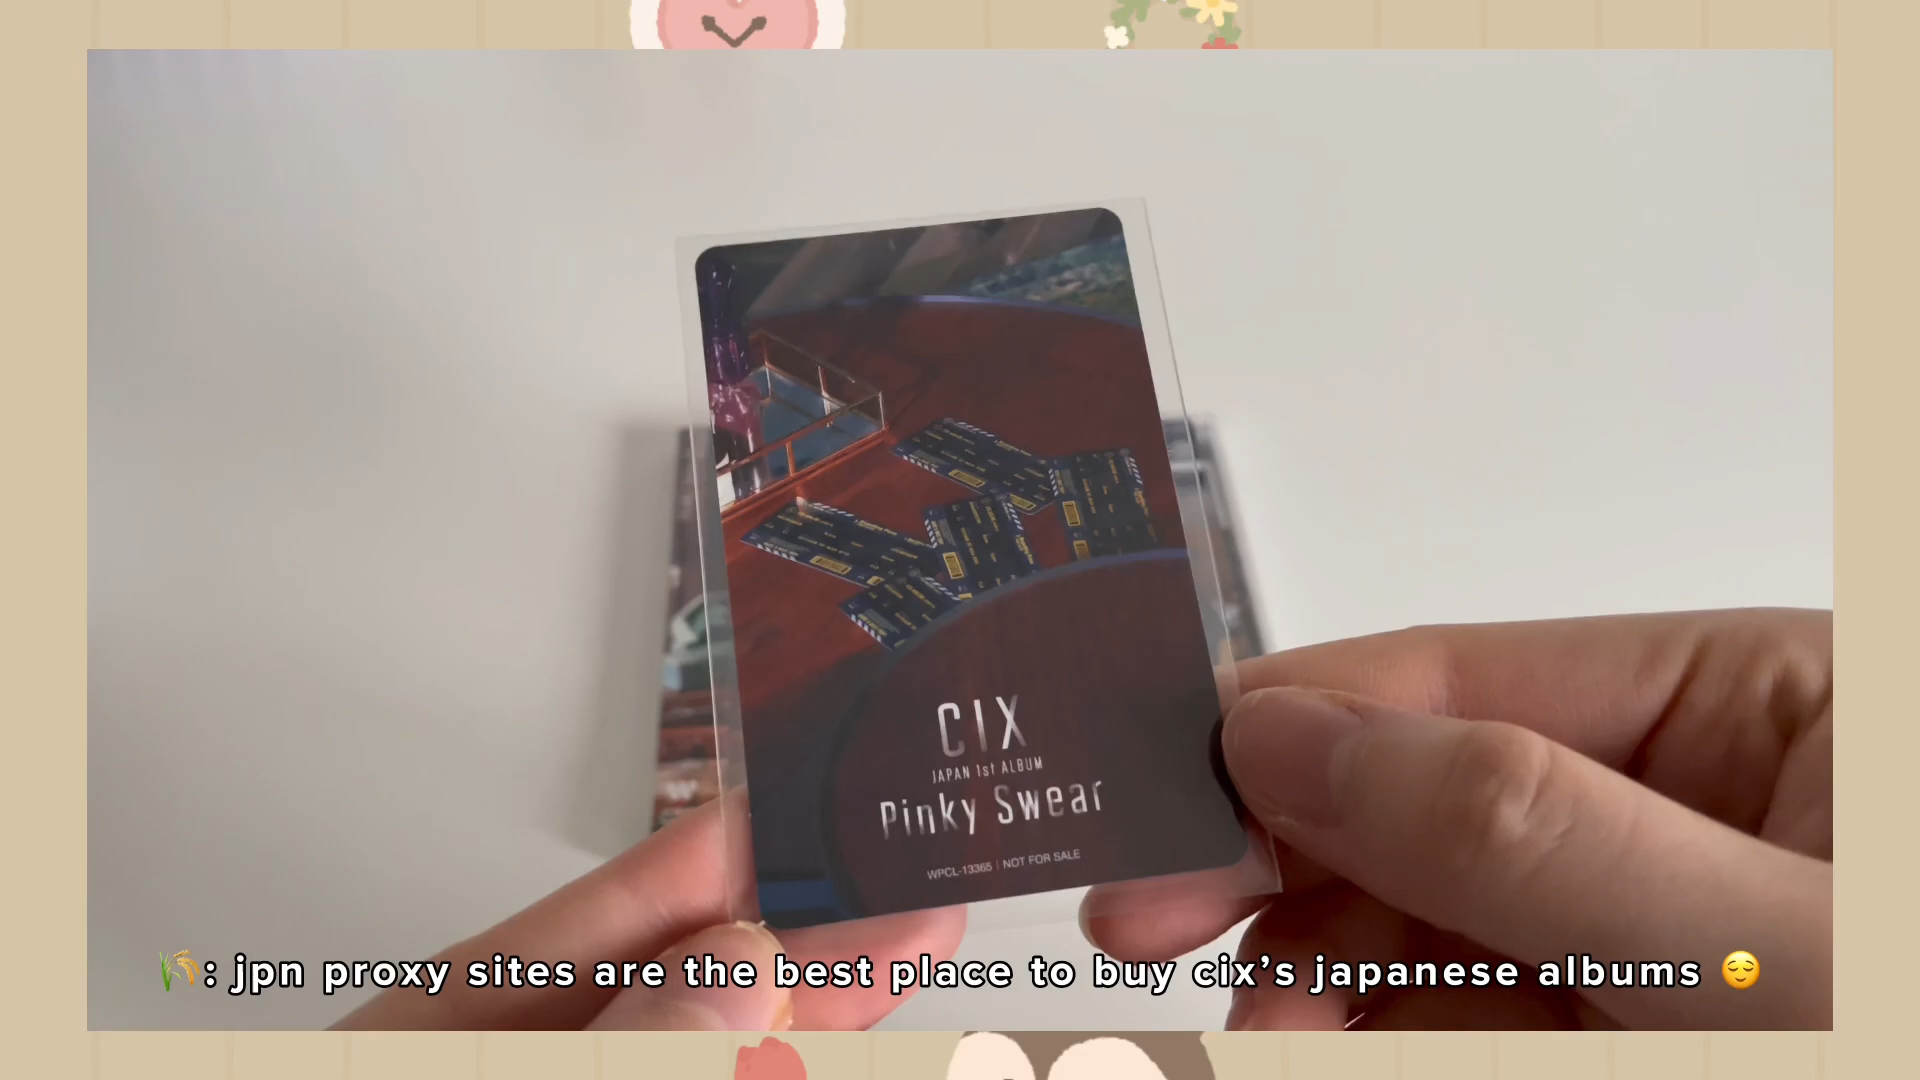 CIX
JAPAN 1st ALBUM
Pinky Swear
WPCL-13365 | NOT FOR SALE
🌾: jpn proxy sites are the best place to buy cix’s japanese albums 😌